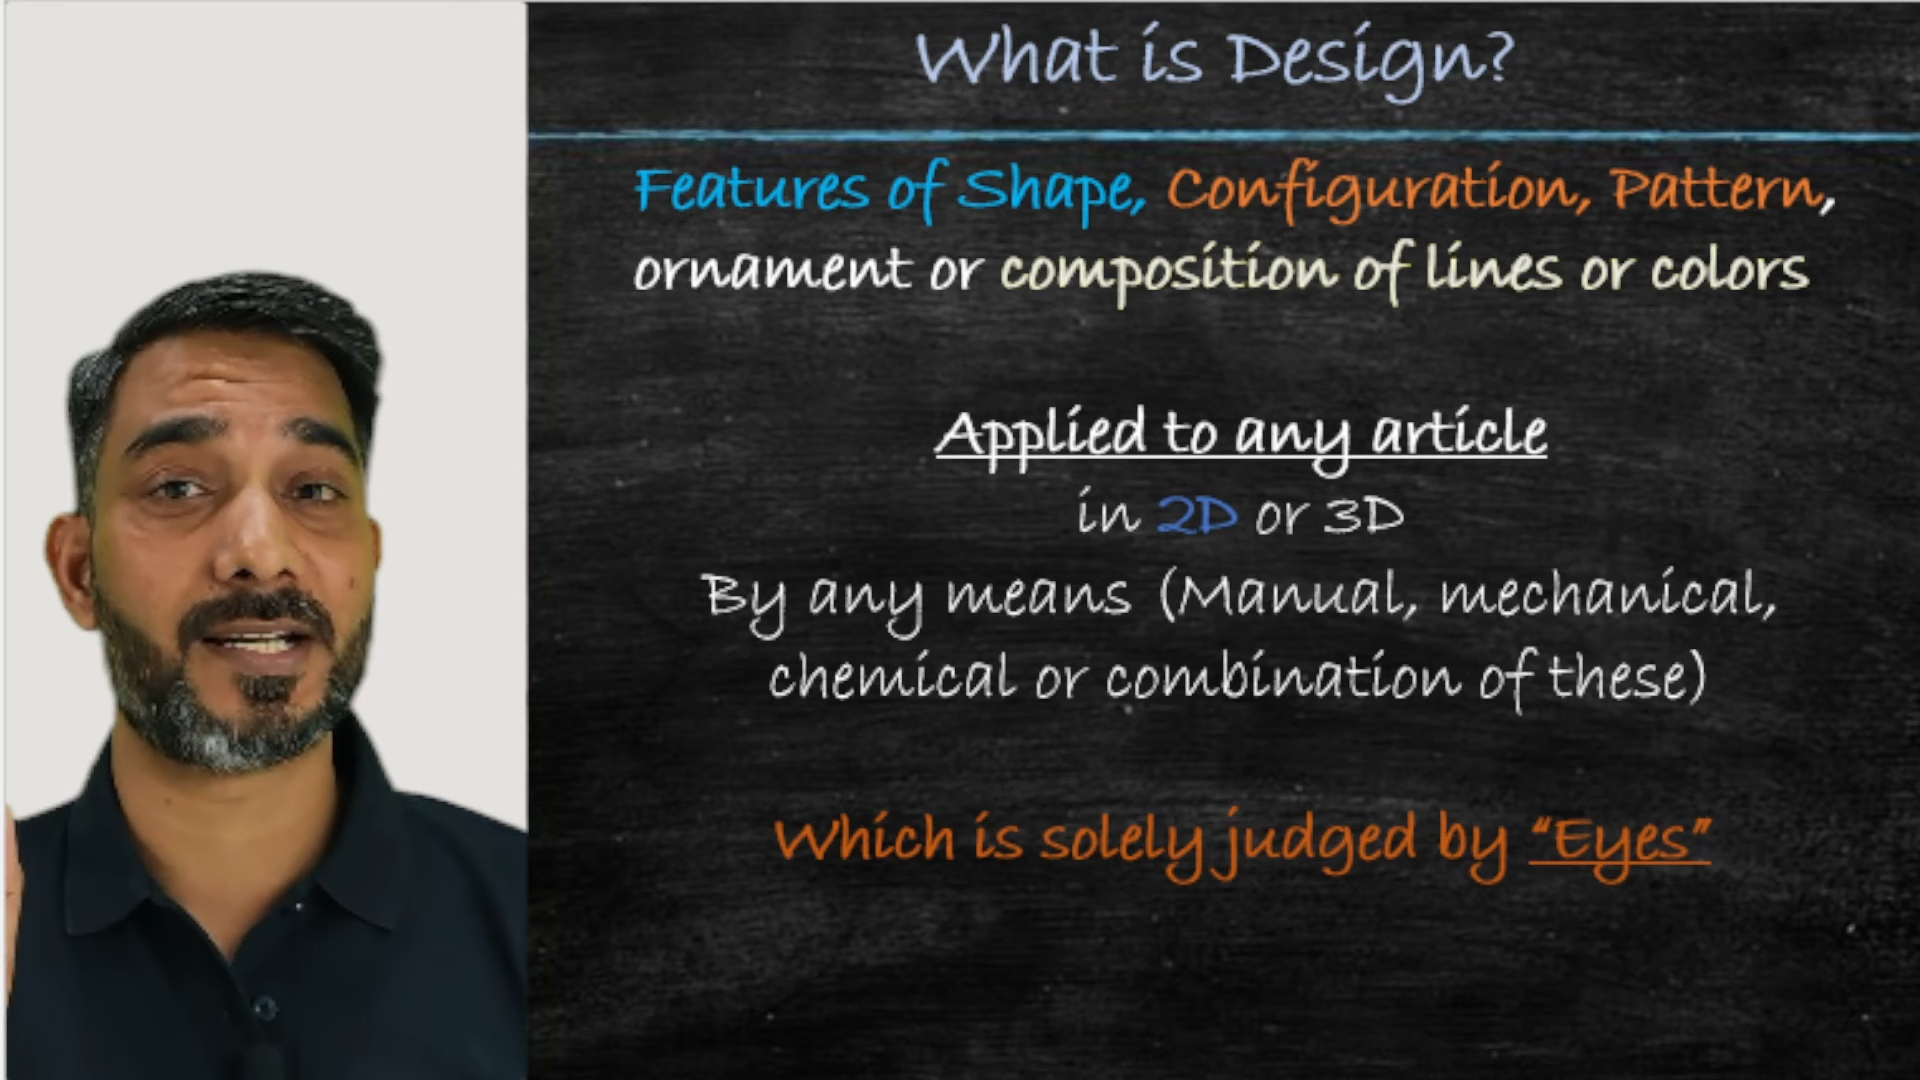 What is Design?
Features of Shape, Configuration, Pattern,
ornament or composition of lines or colors
Applied to any article
in 2D or 3D
By any means (Manual, mechanical,
chemical or combination of these)
Which is solely judged by “Eyes”